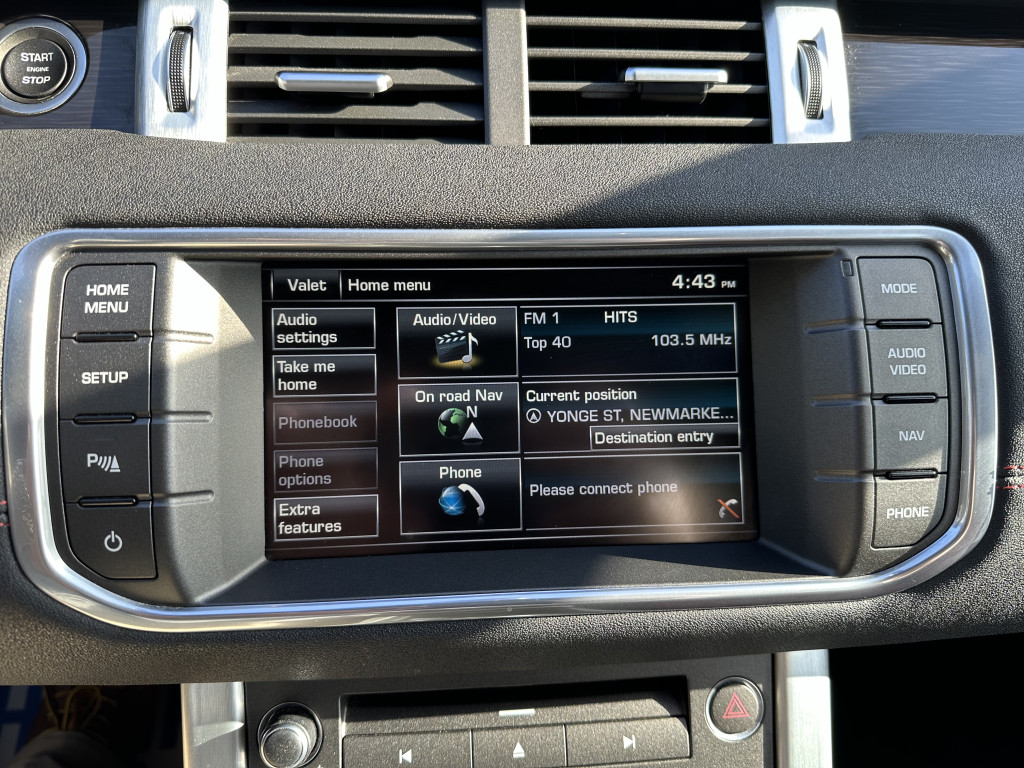 START
ENGINE
STOP
HOME
MENU
SETUP
P
Valet Home menu 4:43 PM
Audio
settings
Take me
home
Phonebook
Phone
options
Extra
features
Audio/Video
On road Nav
N
Phone
FM 1 HITS
Top 40 103.5 MHz
Current position
YONGE ST, NEWMARKE...
Destination entry
Please connect phone
MODE
AUDIO
VIDEO
NAV
PHONE